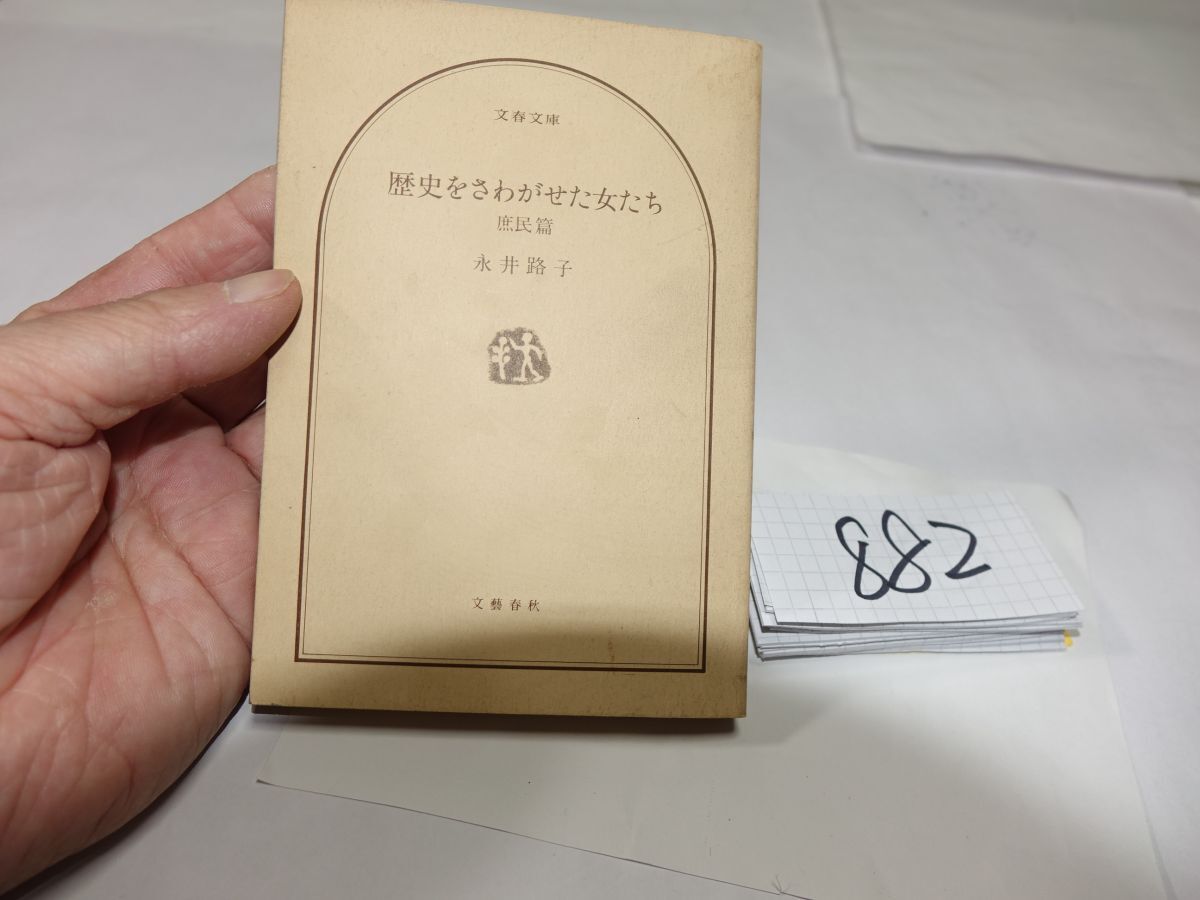 文春文庫
歴史をさわがせた女たち
庶民篇
永井路子
文藝春秋
882